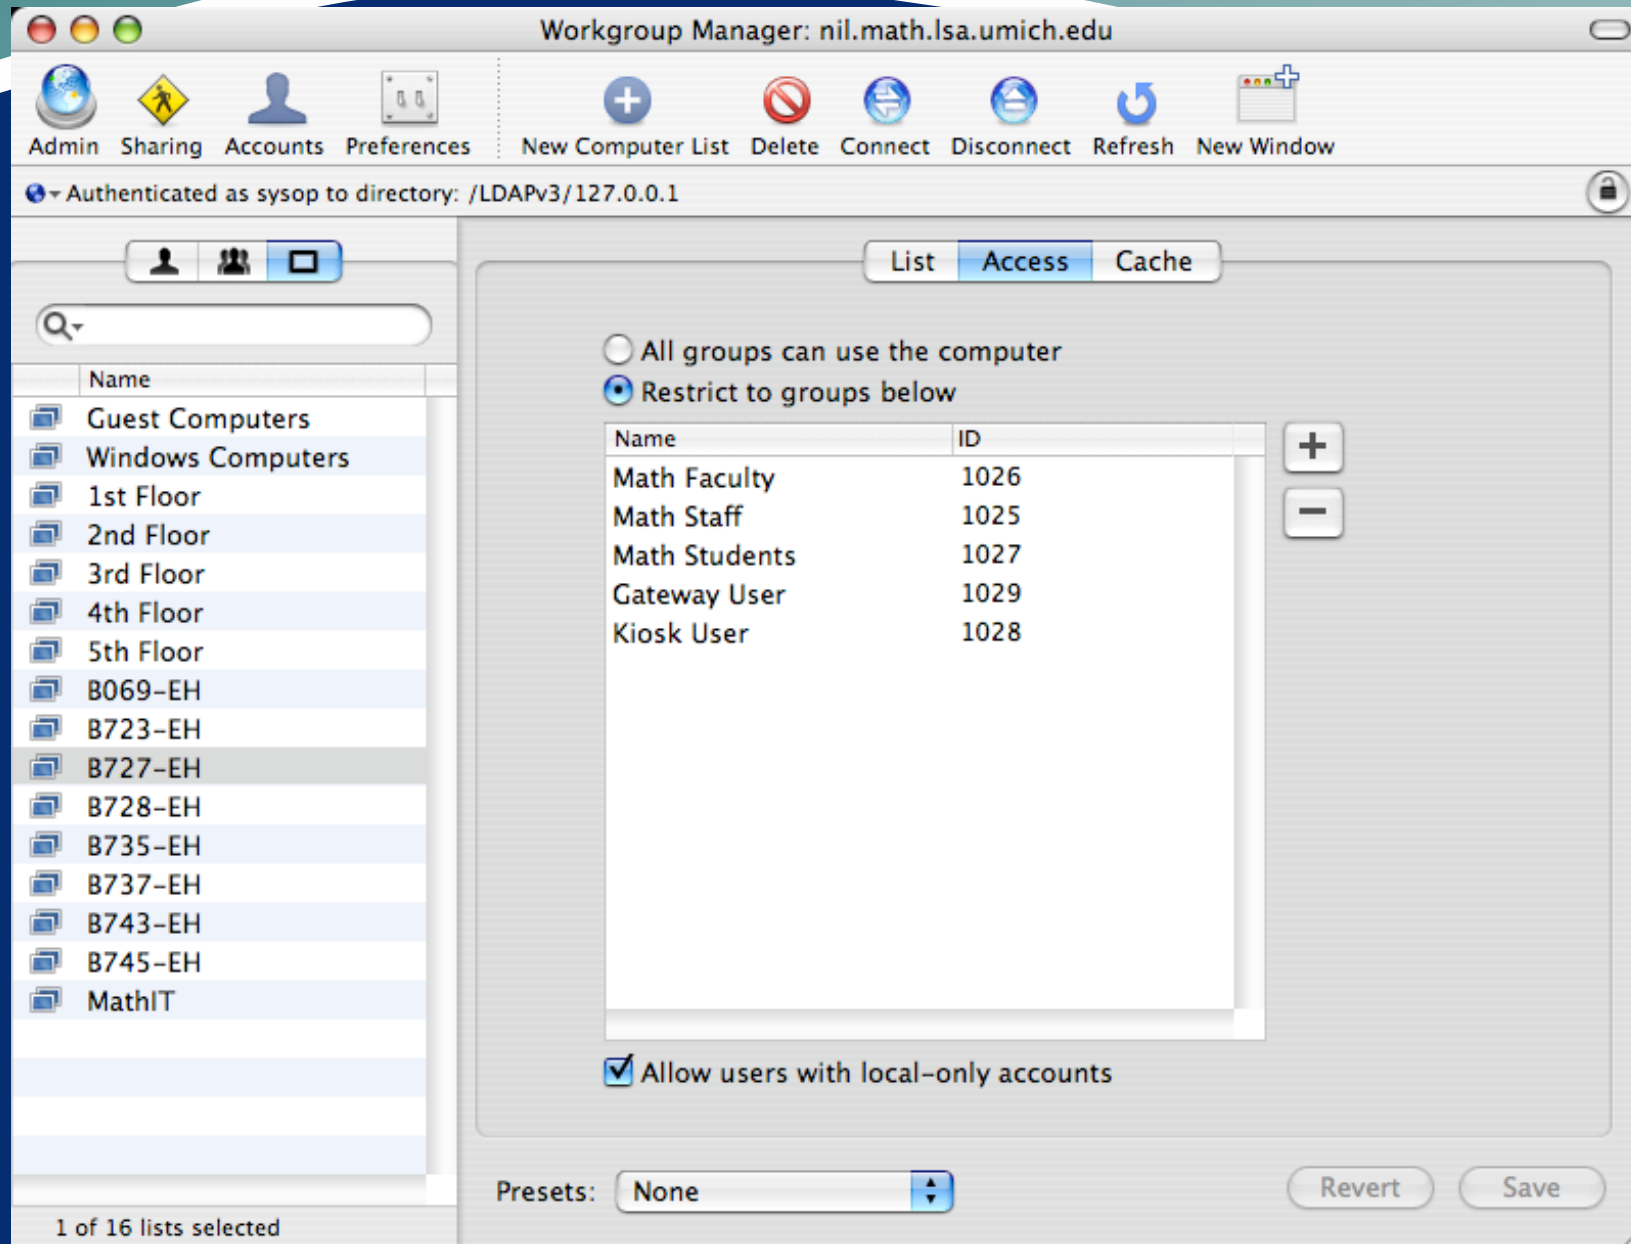 Workgroup Manager: nil.math.lsa.umich.edu
Admin Sharing Accounts Preferences New Computer List Delete Connect Disconnect Refresh New Window
Authenticated as sysop to directory: /LDAPv3/127.0.0.1
Name
Guest Computers
Windows Computers
1st Floor
2nd Floor
3rd Floor
4th Floor
5th Floor
B069-EH
B723-EH
B727-EH
B728-EH
B735-EH
B737-EH
B743-EH
B745-EH
MathIT
1 of 16 lists selected
List Access Cache
All groups can use the computer
Restrict to groups below
Name ID
Math Faculty 1026
Math Staff 1025
Math Students 1027
Gateway User 1029
Kiosk User 1028
Allow users with local-only accounts
Presets: None Revert Save